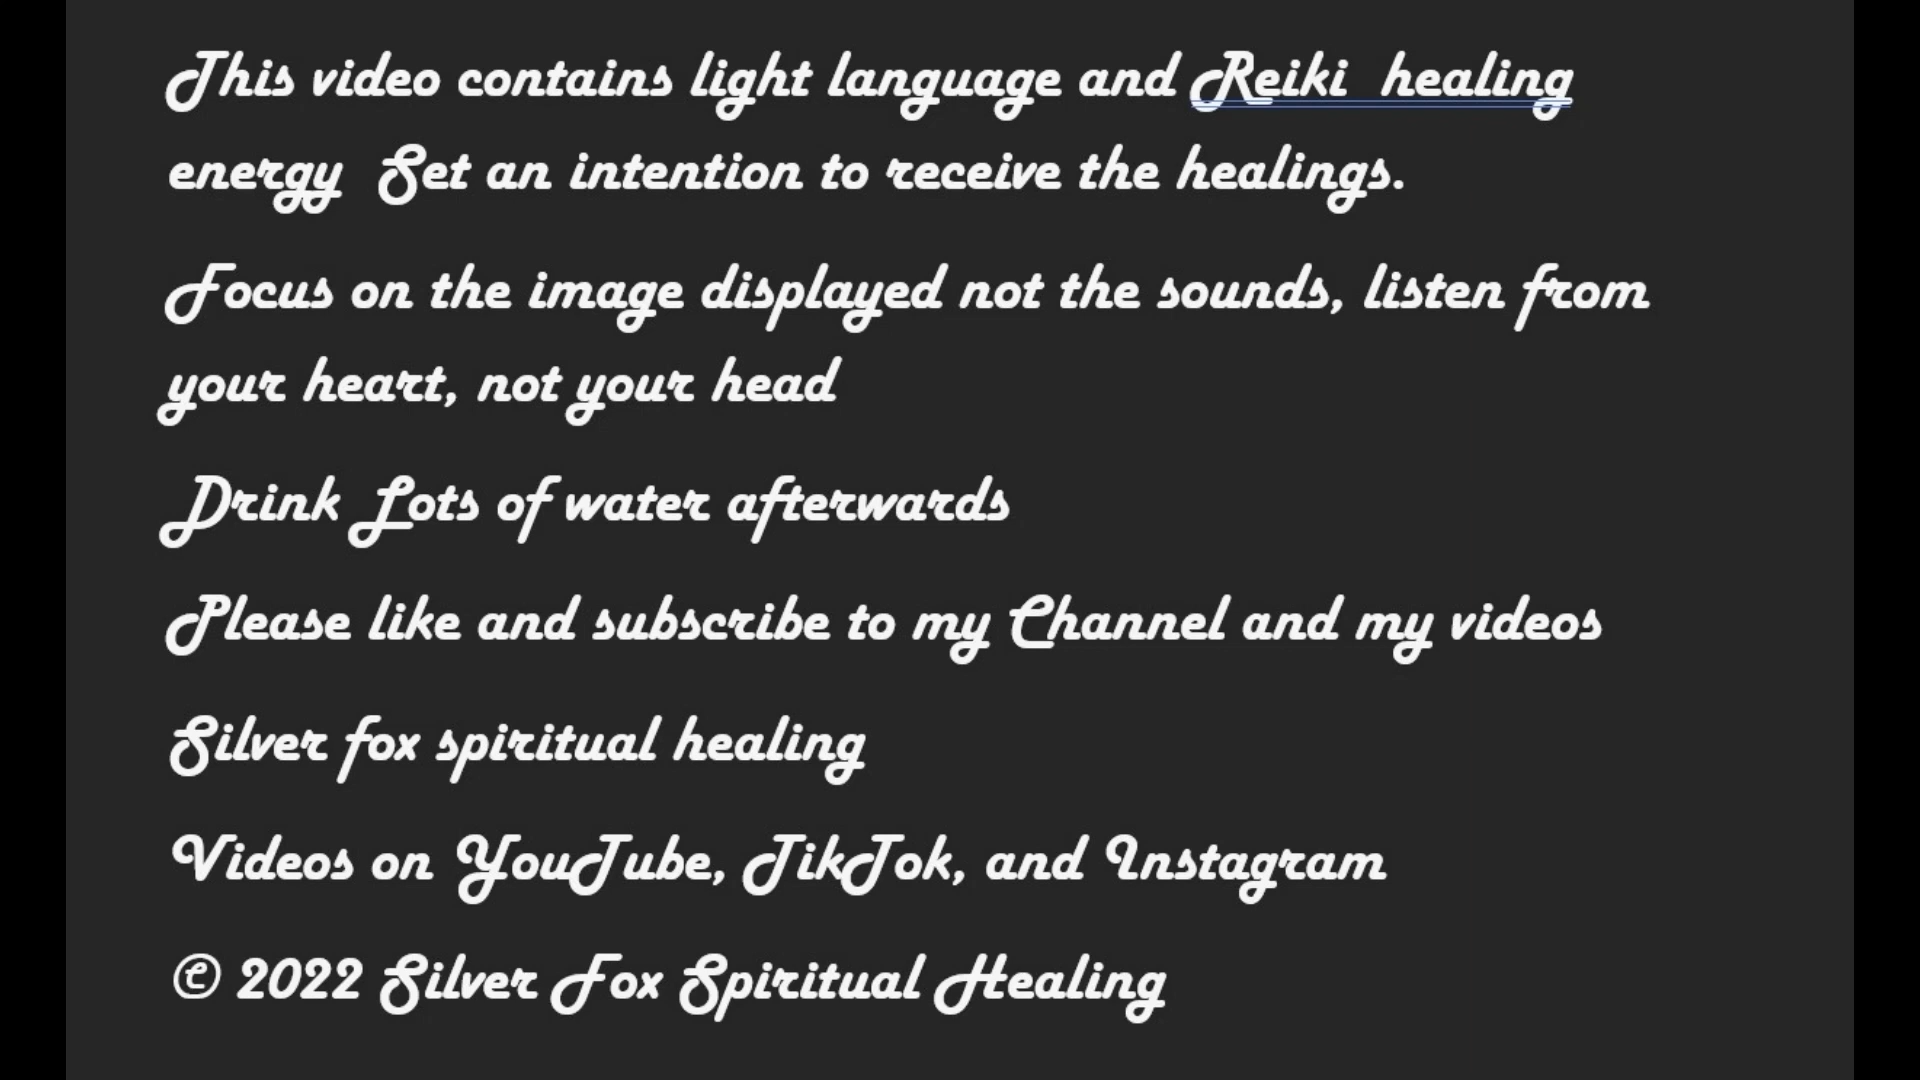 This video contains light language and Reiki  healing
energy  Set an intention to receive the healings.
Focus on the image displayed not the sounds, listen from
your heart, not your head
Drink Lots of water afterwards
Please like and subscribe to my Channel and my videos
Silver fox spiritual healing
Videos on YouTube, TikTok, and Instagram
© 2022 Silver Fox Spiritual Healing